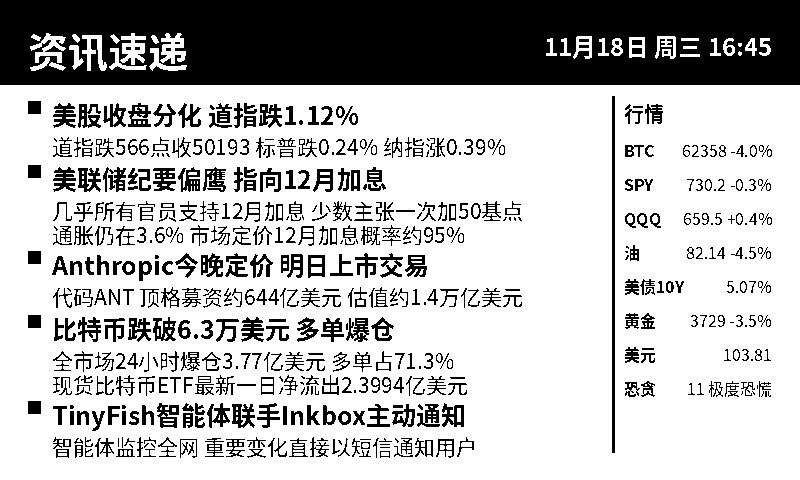 资讯速递
11月18日 周三 16:45
美股收盘分化 道指跌1.12%
道指跌566点收50193 标普跌0.24% 纳指涨0.39%
美联储纪要偏鹰 指向12月加息
几乎所有官员支持12月加息 少数主张一次加50基点
通胀仍在3.6% 市场定价12月加息概率约95%
Anthropic今晚定价 明日上市交易
代码ANT 顶格募资约644亿美元 估值约1.4万亿美元
比特币跌破6.3万美元 多单爆仓
全市场24小时爆仓3.77亿美元 多单占71.3%
现货比特币ETF最新一日净流出2.3994亿美元
TinyFish智能体联手Inkbox主动通知
智能体监控全网 重要变化直接以短信通知用户
行情
BTC 62358 -4.0%
SPY 730.2 -0.3%
QQQ 659.5 +0.4%
油 82.14 -4.5%
美债10Y 5.07%
黄金 3729 -3.5%
美元 103.81
恐贪 11 极度恐慌